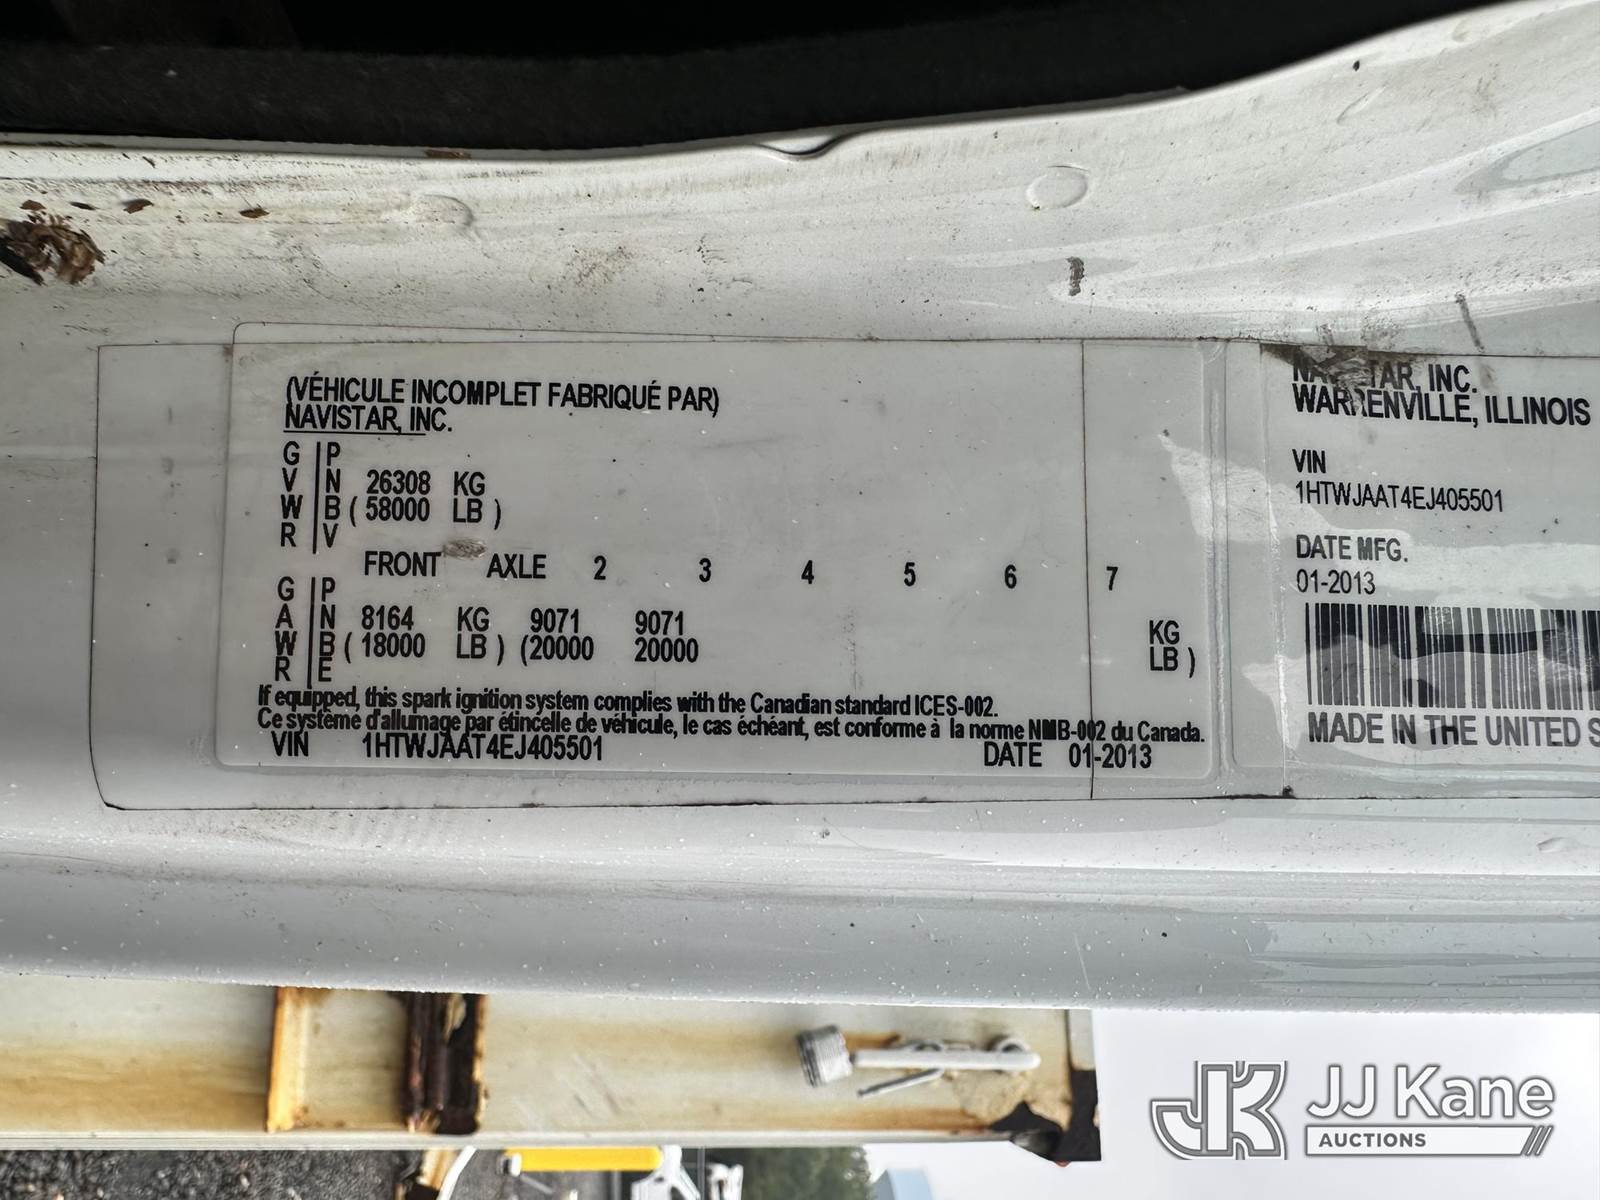 (VÉHICULE INCOMPLET FABRIQUÉ PAR)
NAVISTAR, INC.
G P
V N 26308 KG
W B ( 58000 LB )
R V
FRONT AXLE 2 3 4 5 6 7
G P
A N 8164 KG 9071 9071 KG
W B ( 18000 LB ) (20000 20000 LB )
R E
If equipped, this spark ignition system complies with the Canadian standard ICES-002.
Ce système d'allumage par étincelle de véhicule, le cas échéant, est conforme à la norme NMB-002 du Canada.
VIN 1HTWJAAT4EJ405501 DATE 01-2013
INC.
WARRENVILLE, ILLINOIS
VIN
1HTWJAAT4EJ405501
DATE MFG.
01-2013
MADE IN THE UNITED S
JK JJ Kane
AUCTIONS